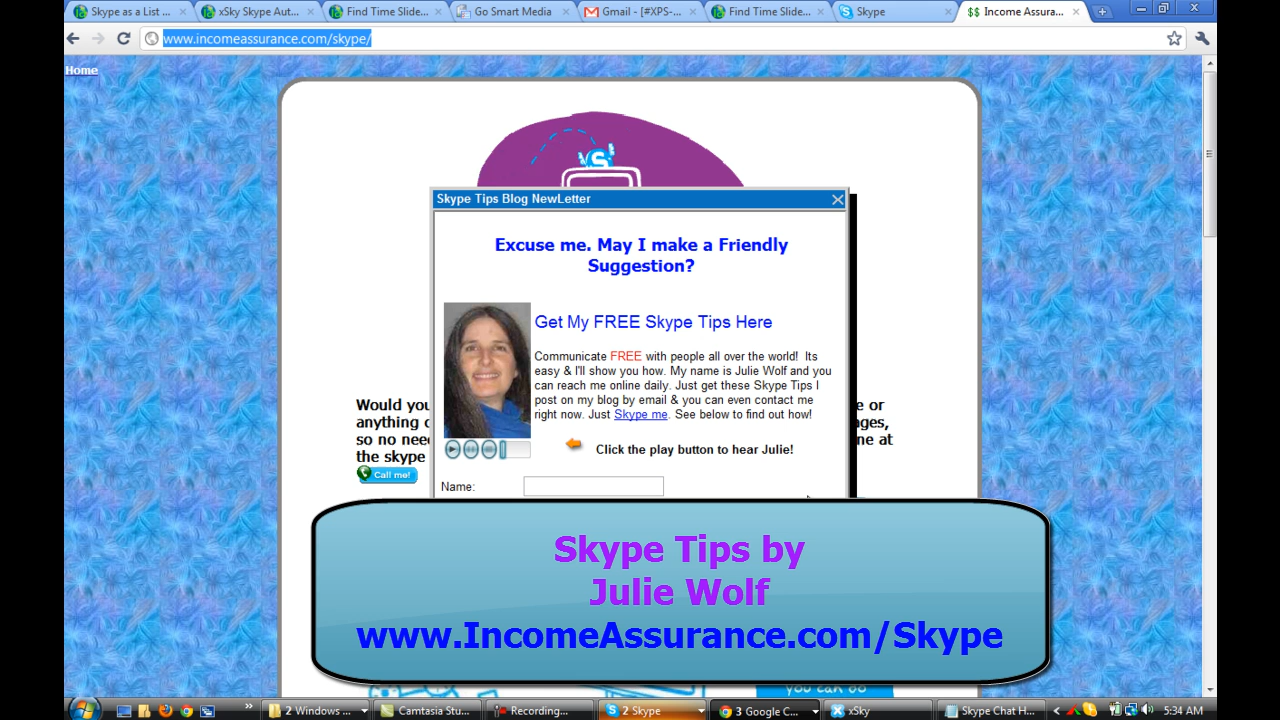 Skype as a List ...
xSky Skype Aut...
Find Time Slide...
Go Smart Media
Gmail - [#XPS-...
Find Time Slide...
Skype
$$ Income Assura...
www.incomeassurance.com/skype/
Home
Skype Tips Blog NewLetter
Excuse me. May I make a Friendly
Suggestion?
Get My FREE Skype Tips Here
Communicate FREE with people all over the world! Its
easy & I'll show you how. My name is Julie Wolf and you
can reach me online daily. Just get these Skype Tips I
post on my blog by email & you can even contact me
right now. Just Skype me. See below to find out how!
Click the play button to hear Julie!
Name:
Would you
anything
so no nee
the skype
e or
ages,
ne at
Call me!
Skype Tips by
Julie Wolf
www.IncomeAssurance.com/Skype
you can do
2 Windows ...
Camtasia Stu...
Recording...
2 Skype
3 Google C...
xSky
Skype Chat H...
5:34 AM